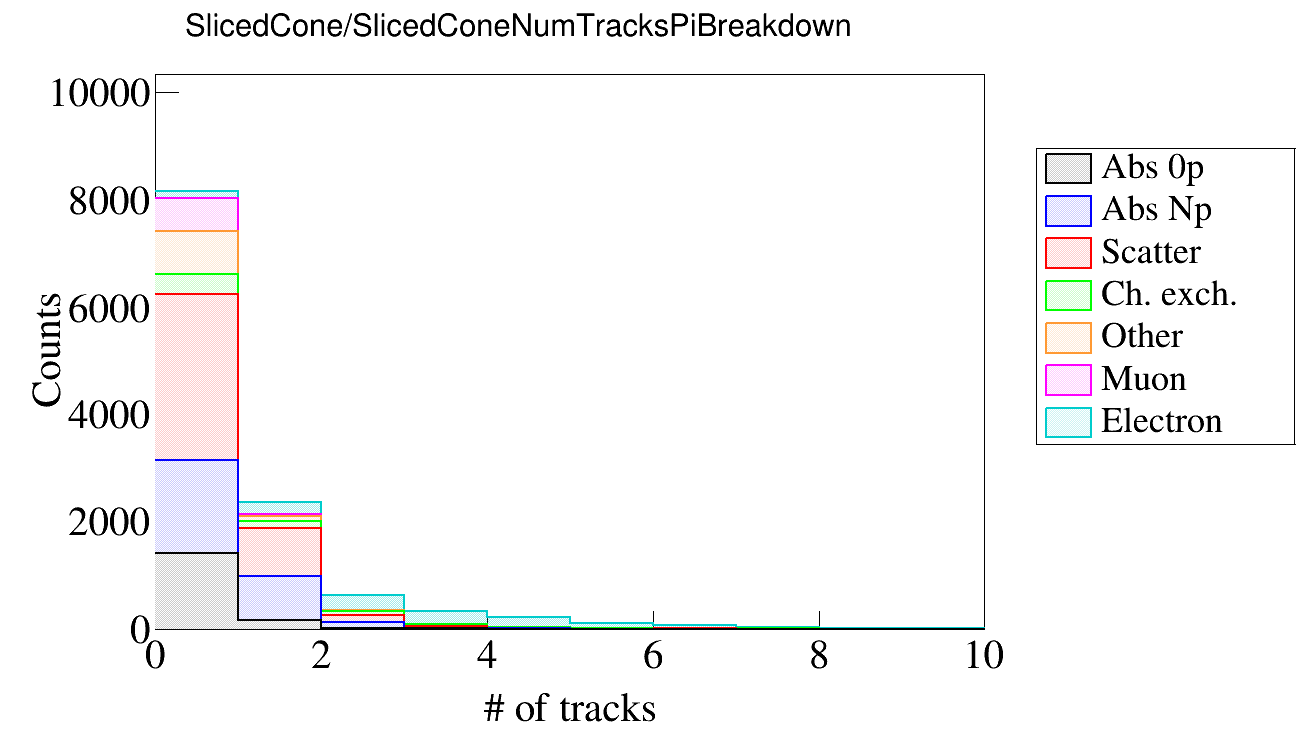 SlicedCone/SlicedConeNumTracksPiBreakdown
10000
8000
6000
4000
2000
0
Counts
0 2 4 6 8 10
# of tracks
Abs 0p
Abs Np
Scatter
Ch. exch.
Other
Muon
Electron